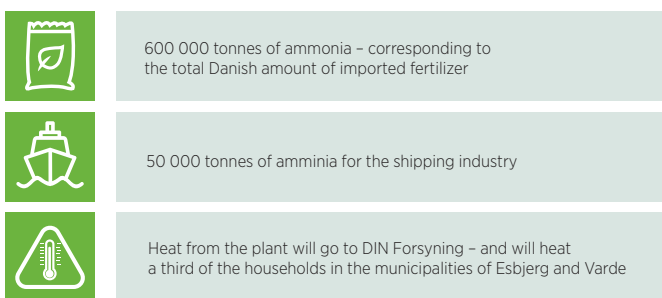 600 000 tonnes of ammonia – corresponding to
the total Danish amount of imported fertilizer
50 000 tonnes of amminia for the shipping industry
Heat from the plant will go to DIN Forsyning – and will heat
a third of the households in the municipalities of Esbjerg and Varde